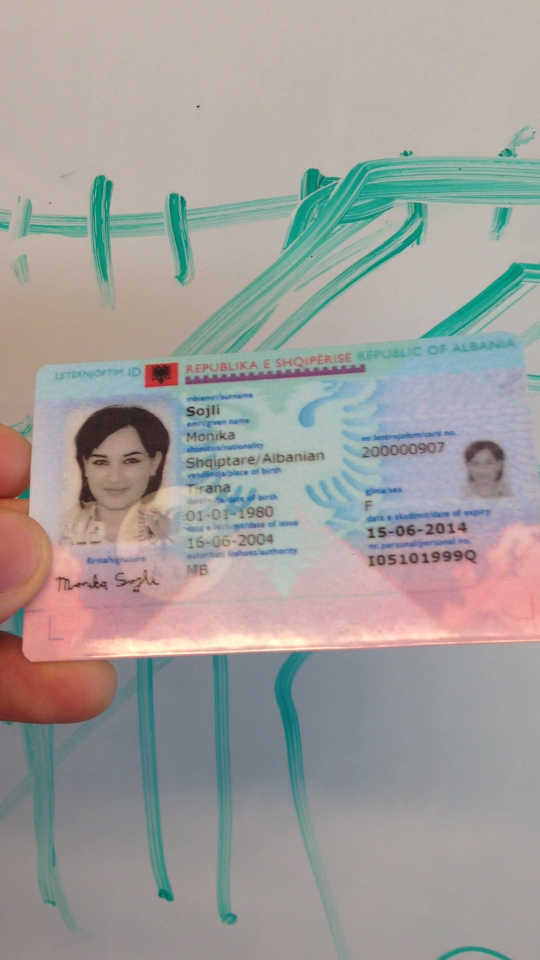 LETËRNJOFTIM ID REPUBLIKA E SHQIPËRISË REPUBLIC OF ALBANIA
mbiemri/surname
Sojli
emri/given name
Monika
shtetësia/nationality
Shqiptare/Albanian
vendlindja/place of birth
Tirana
datëlindja/date of birth
01-01-1980
data e lëshimit/date of issue
16-06-2004
autoriteti lëshues/authority
MB
nr. letërnjoftimi/card no.
200000907
gjinia/sex
F
data e skadimit/date of expiry
15-06-2014
nr. personal/personal no.
I05101999Q
firma/signature
Monika Sojli